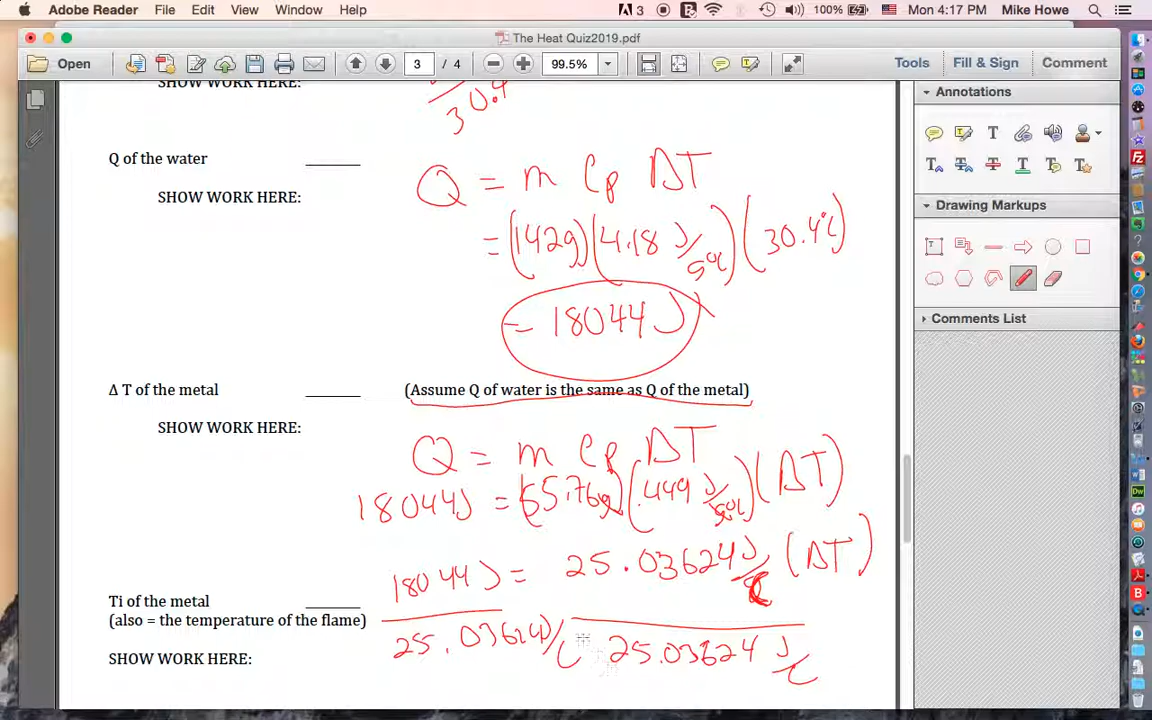 Adobe Reader File Edit View Window Help 3 100% Mon 4:17 PM Mike Howe
The Heat Quiz2019.pdf
Open 3 / 4 99.5% Tools Fill & Sign Comment
SHOW WORK HERE:
30.4
Annotations
T
T T T T
Drawing Markups
T
Comments List
Q of the water
SHOW WORK HERE:
Q = m Cp ΔT
= (142g)(4.18 J/g°C)(30.4°C)
= 18044 J
Δ T of the metal (Assume Q of water is the same as Q of the metal)
SHOW WORK HERE:
Q = m Cp ΔT
18044J = (55.76g)(.449 J/g°C)(ΔT)
18044 J = 25.03624 J/C (ΔT)
25.03624 J/C 25.03624 J/C
Ti of the metal
(also = the temperature of the flame)
SHOW WORK HERE: